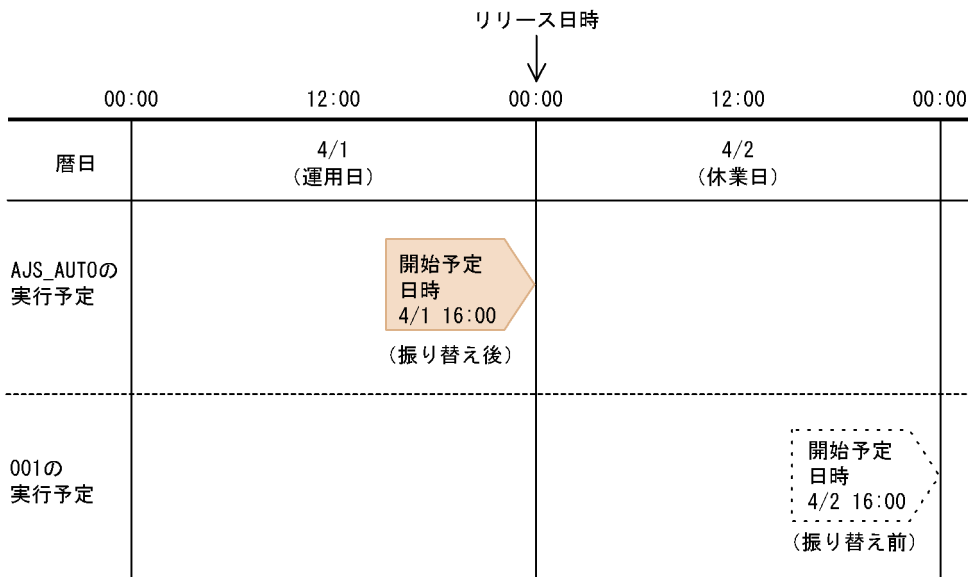 リリース日時
00:00 12:00 00:00 12:00 00:00
暦日
4/1
(運用日)
4/2
(休業日)
AJS_AUTOの
実行予定
開始予定
日時
4/1 16:00
(振り替え後)
001の
実行予定
開始予定
日時
4/2 16:00
(振り替え前)